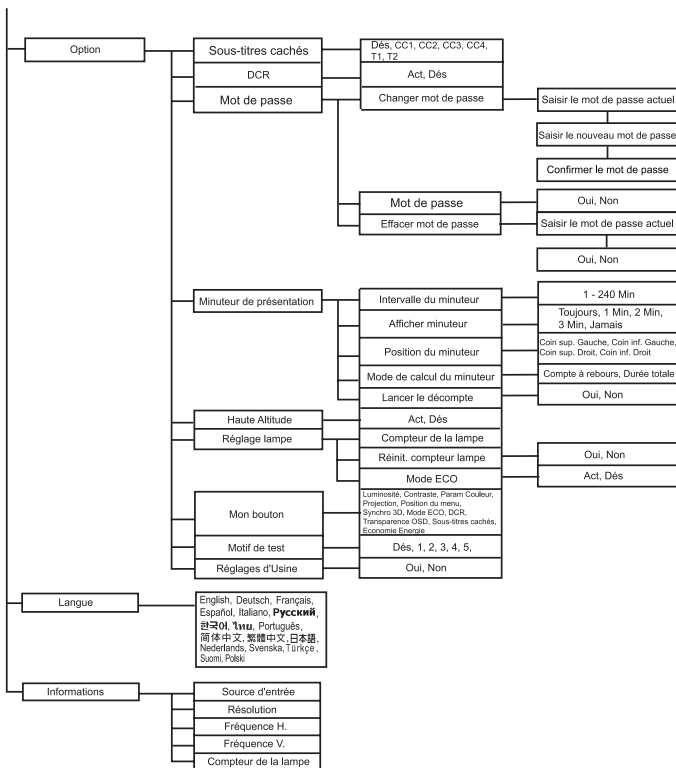 Option
Sous-titres cachés
Dés, CC1, CC2, CC3, CC4,
T1, T2
DCR
Act, Dés
Mot de passe
Changer mot de passe
Saisir le mot de passe actuel
Saisir le nouveau mot de passe
Confirmer le mot de passe
Mot de passe
Oui, Non
Effacer mot de passe
Saisir le mot de passe actuel
Oui, Non
Minuteur de présentation
Intervalle du minuteur
1 - 240 Min
Afficher minuteur
Toujours, 1 Min, 2 Min,
3 Min, Jamais
Position du minuteur
Coin sup. Gauche, Coin inf. Gauche,
Coin sup. Droit, Coin inf. Droit
Mode de calcul du minuteur
Compte à rebours, Durée totale
Lancer le décompte
Oui, Non
Haute Altitude
Act, Dés
Réglage lampe
Compteur de la lampe
Réinit. compteur lampe
Oui, Non
Mode ECO
Act, Dés
Mon bouton
Luminosité, Contraste, Param Couleur,
Projection, Position du menu,
Synchro 3D, Mode ECO, DCR,
Transparence OSD, Sous-titres cachés,
Economie Energie
Motif de test
Dés, 1, 2, 3, 4, 5,
Réglages d'Usine
Oui, Non
Langue
English, Deutsch, Français,
Español, Italiano, Русский,
한국어, ไทย, Português,
简体中文, 繁體中文, 日本語,
Nederlands, Svenska, Türkçe,
Suomi, Polski
Informations
Source d'entrée
Résolution
Fréquence H.
Fréquence V.
Compteur de la lampe